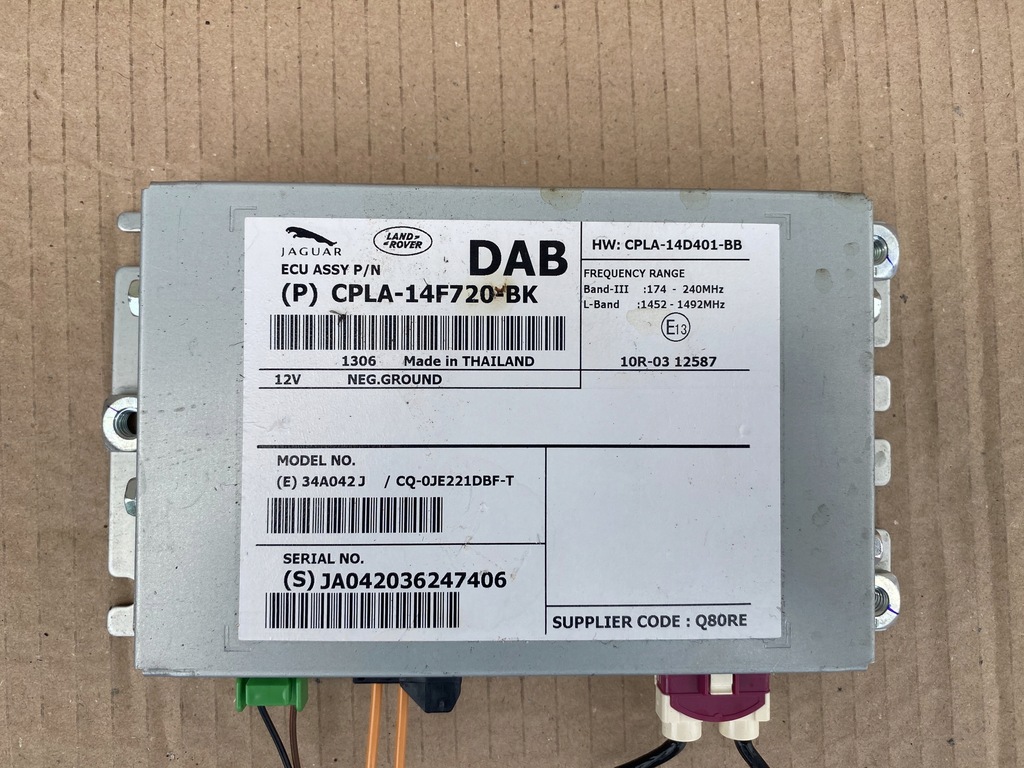 JAGUAR
LAND ROVER
DAB
ECU ASSY P/N
(P) CPLA-14F720-BK
1306 Made in THAILAND
12V NEG.GROUND
HW: CPLA-14D401-BB
FREQUENCY RANGE
Band-III :174 - 240MHz
L-Band :1452 - 1492MHz
E13
10R-03 12587
MODEL NO.
(E) 34A042J / CQ-0JE221DBF-T
SERIAL NO.
(S) JA042036247406
SUPPLIER CODE : Q80RE